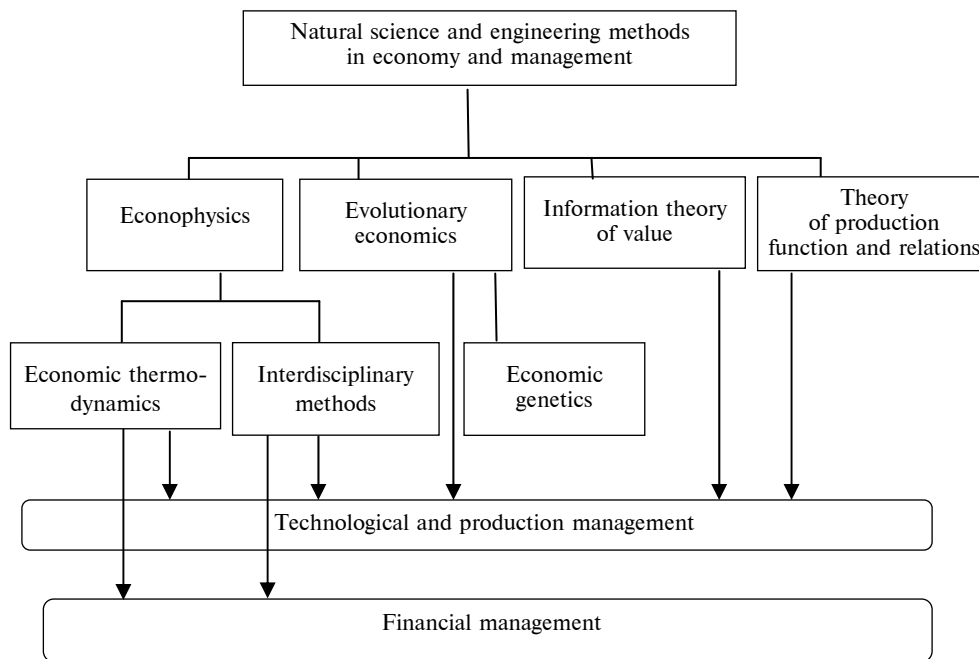 Natural science and engineering methods
in economy and management
Econophysics
Evolutionary
economics
Information theory
of value
Theory
of production
function and relations
Economic thermo-
dynamics
Interdisciplinary
methods
Economic
genetics
Technological and production management
Financial management